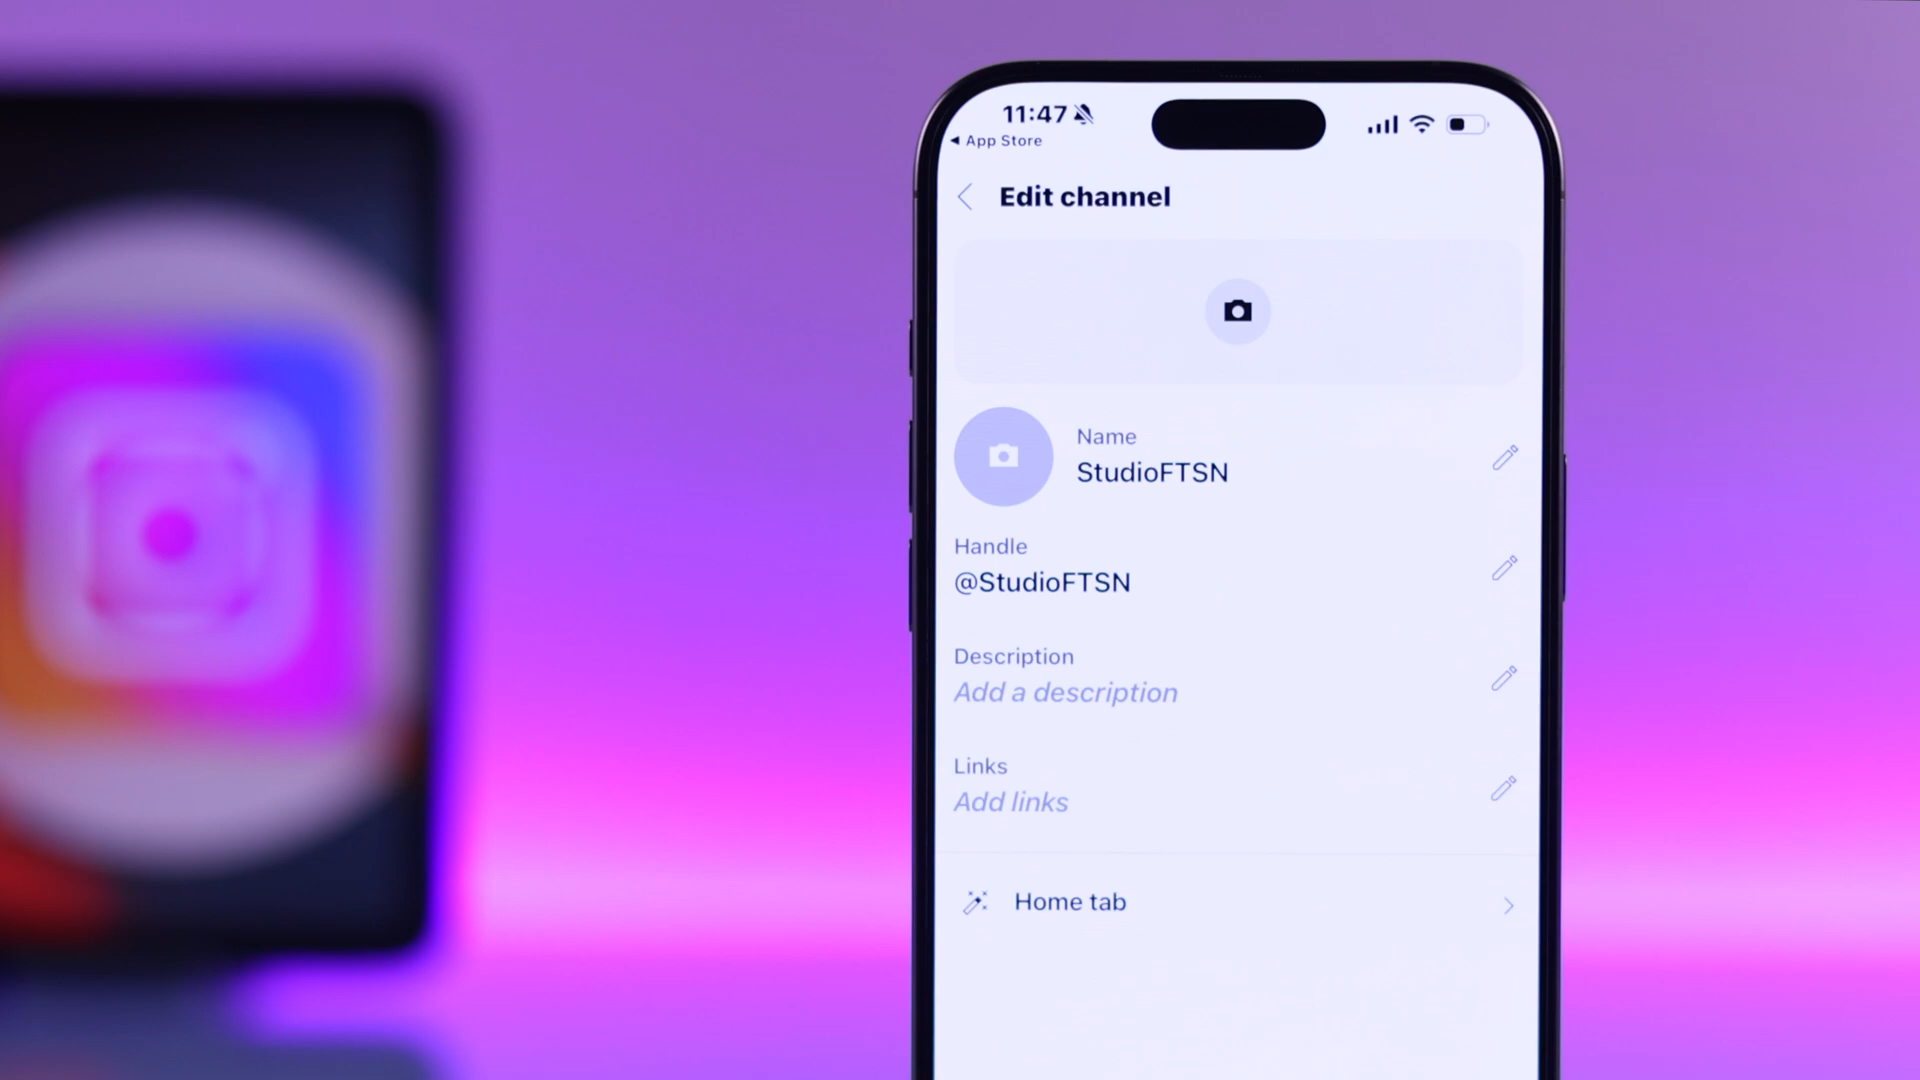 11:47
App Store
Edit channel
Name
StudioFTSN
Handle
@StudioFTSN
Description
Add a description
Links
Add links
Home tab